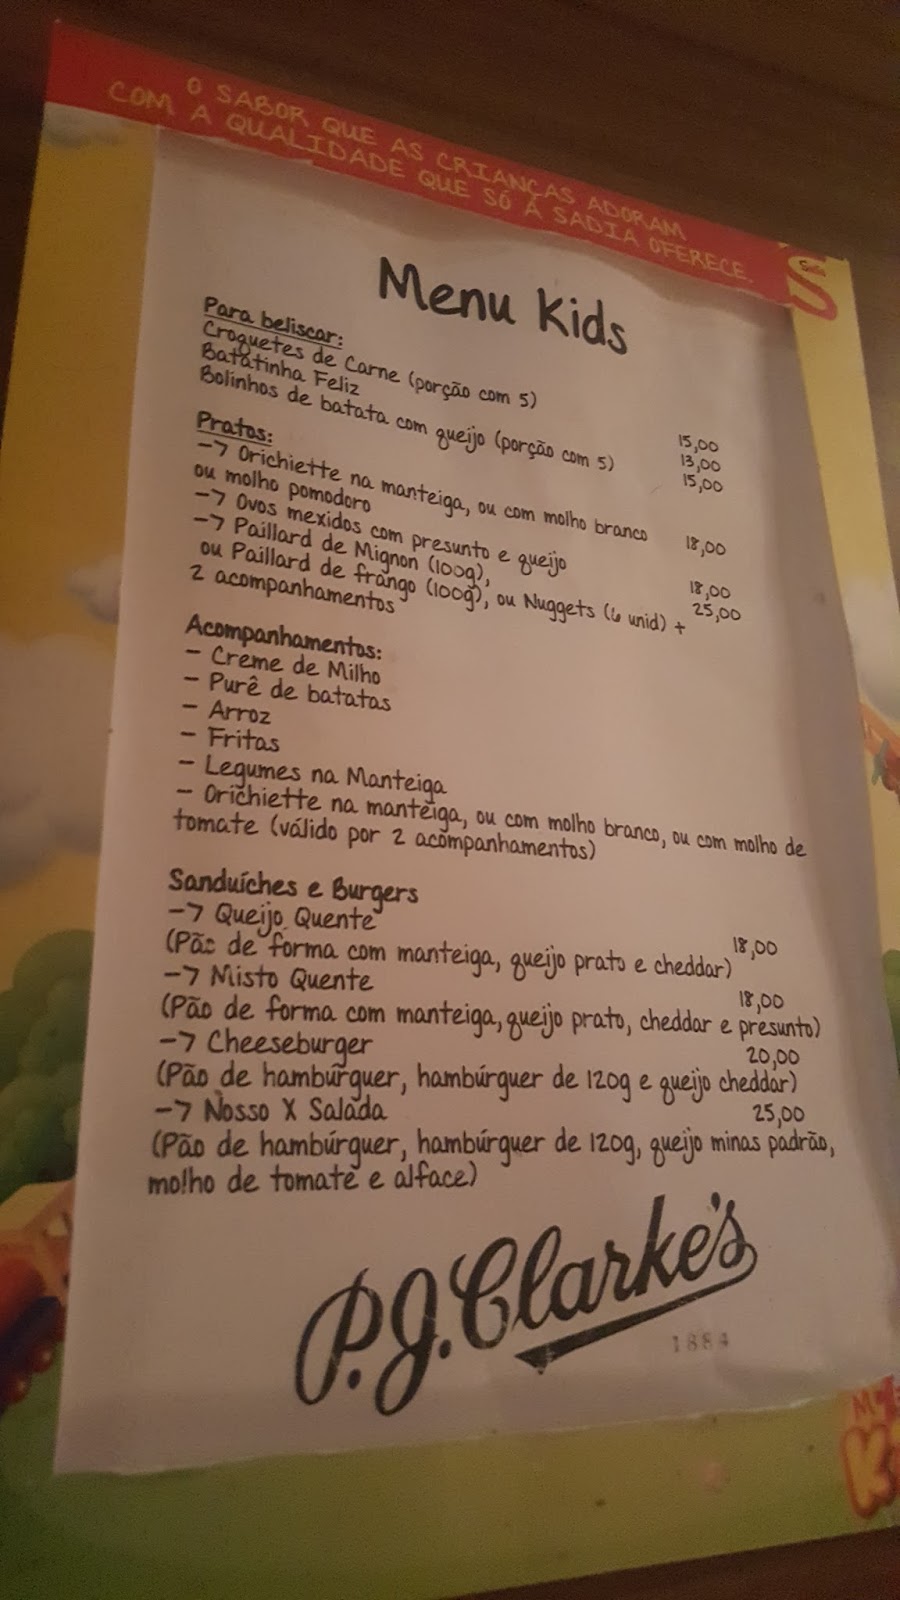 O SABOR QUE AS CRIANÇAS ADORAM
COM A QUALIDADE QUE SÓ A SADIA OFERECE.
S
Menu Kids
Para beliscar:
Croquetes de Carne (porção com 5) 15,00
Batatinha Feliz 13,00
Bolinhos de batata com queijo (porção com 5) 15,00
Pratos:
-> Orichiette na manteiga, ou com molho branco 18,00
ou molho pomodoro
-> Ovos mexidos com presunto e queijo 18,00
-> Paillard de Mignon (100g), 25,00
ou Paillard de frango (100g), ou Nuggets (6 unid) +
2 acompanhamentos
Acompanhamentos:
- Creme de Milho
- Purê de batatas
- Arroz
- Fritas
- Legumes na Manteiga
- Orichiette na manteiga, ou com molho branco, ou com molho de
tomate (válido por 2 acompanhamentos)
Sanduíches e Burgers
-> Queijo Quente 18,00
(Pão de forma com manteiga, queijo prato e cheddar)
-> Misto Quente 18,00
(Pão de forma com manteiga, queijo prato, cheddar e presunto)
-> Cheeseburger 20,00
(Pão de hambúrguer, hambúrguer de 120g e queijo cheddar)
-> Nosso X Salada 25,00
(Pão de hambúrguer, hambúrguer de 120g, queijo minas padrão,
molho de tomate e alface)
P.J. Clarke's
1884